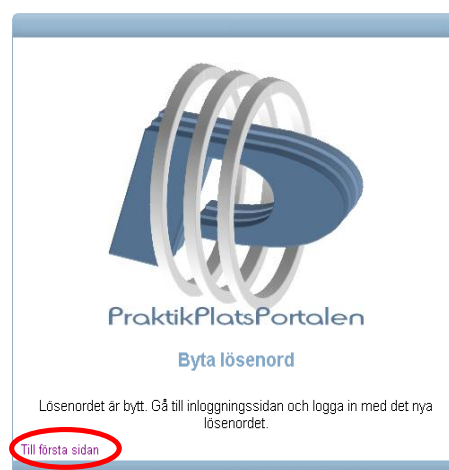 PraktikPlatsPortalen
Byta lösenord
Lösenordet är bytt. Gå till inloggningssidan och logga in med det nya
lösenordet.
Till första sidan